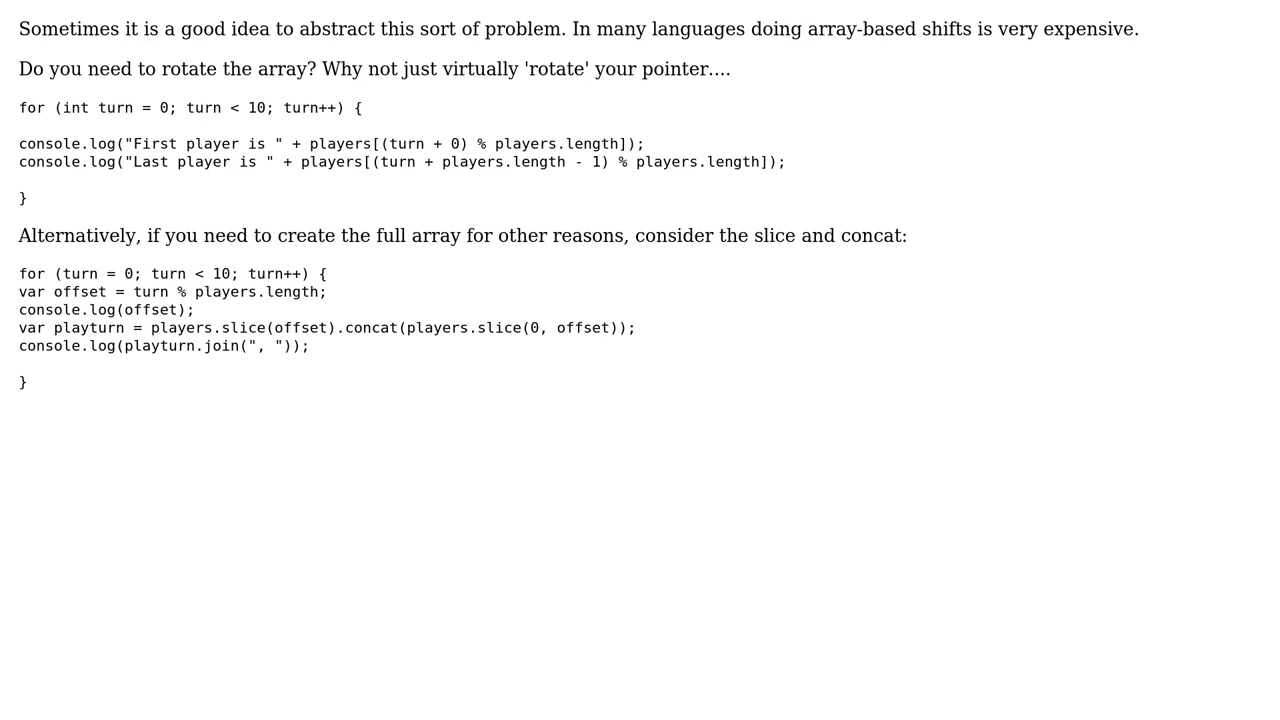 Sometimes it is a good idea to abstract this sort of problem. In many languages doing array-based shifts is very expensive.
Do you need to rotate the array? Why not just virtually 'rotate' your pointer....
for (int turn = 0; turn < 10; turn++) {
console.log("First player is " + players[(turn + 0) % players.length]);
console.log("Last player is " + players[(turn + players.length - 1) % players.length]);
}
Alternatively, if you need to create the full array for other reasons, consider the slice and concat:
for (turn = 0; turn < 10; turn++) {
var offset = turn % players.length;
console.log(offset);
var playturn = players.slice(offset).concat(players.slice(0, offset));
console.log(playturn.join(", "));
}